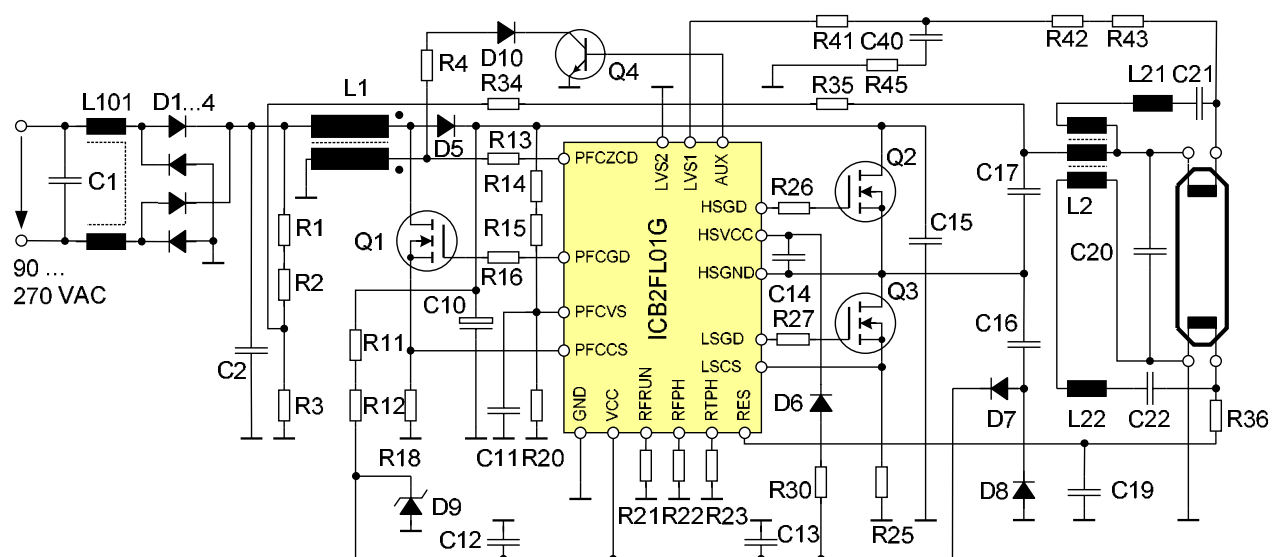 R41
C40
R42
R43
D10
Q4
R4
R45
L21
C21
R34
R35
L1
L101
D1...4
D5
R13
PFCZCD
LVS2
LVS1
AUX
Q2
C17
C1
R14
R26
HSGD
L2
R15
HSVCC
C15
R1
Q1
R16
PFCGD
ICB2FL01G
HSGND
C14
C20
90 ...
270 VAC
R2
C10
PFCVS
Q3
R27
C16
R11
PFCCS
LSGD
LSCS
C2
R3
R12
GND
VCC
RFRUN
RFPH
RTPH
RES
D6
D7
L22
C22
R36
R18
C11
R20
R30
D8
C19
D9
R21
R22
R23
R25
C12
C13